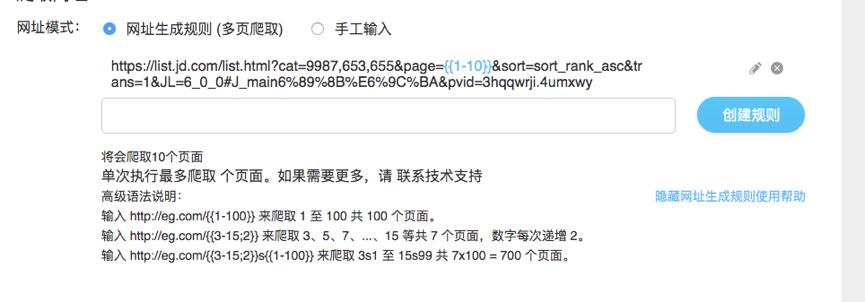 网址模式： 网址生成规则 (多页爬取) 手工输入
https://list.jd.com/list.html?cat=9987,653,655&page={{1-10}}&sort=sort_rank_asc&tr
ans=1&JL=6_0_0#J_main6%89%8B%E6%9C%BA&pvid=3hqqwrji.4umxwy
创建规则
将会爬取10个页面
单次执行最多爬取 个页面。如果需要更多，请 联系技术支持
高级语法说明： 隐藏网址生成规则使用帮助
输入 http://eg.com/{{1-100}} 来爬取 1 至 100 共 100 个页面。
输入 http://eg.com/{{3-15;2}} 来爬取 3、5、7、...、15 等共 7 个页面，数字每次递增 2。
输入 http://eg.com/{{3-15;2}}s{{1-100}} 来爬取 3s1 至 15s99 共 7x100 = 700 个页面。